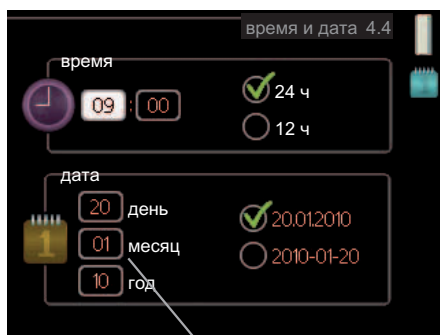 время и дата 4.4
время
09 : 00
24 ч
12 ч
дата
20 день
01 месяц
10 год
20.01.2010
2010-01-20
1